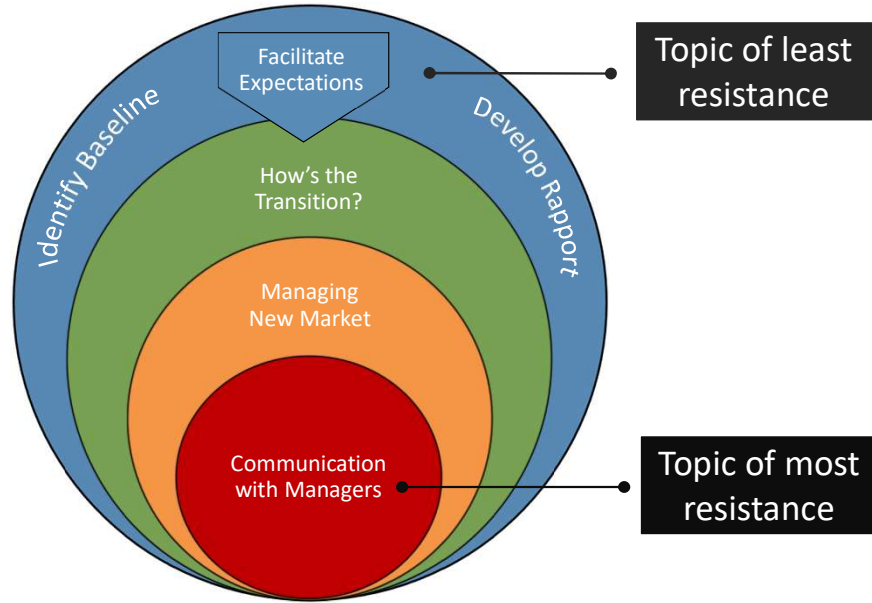 Facilitate
Expectations
Identify Baseline
Develop Rapport
Topic of least
resistance
How’s the
Transition?
Managing
New Market
Communication
with Managers
Topic of most
resistance